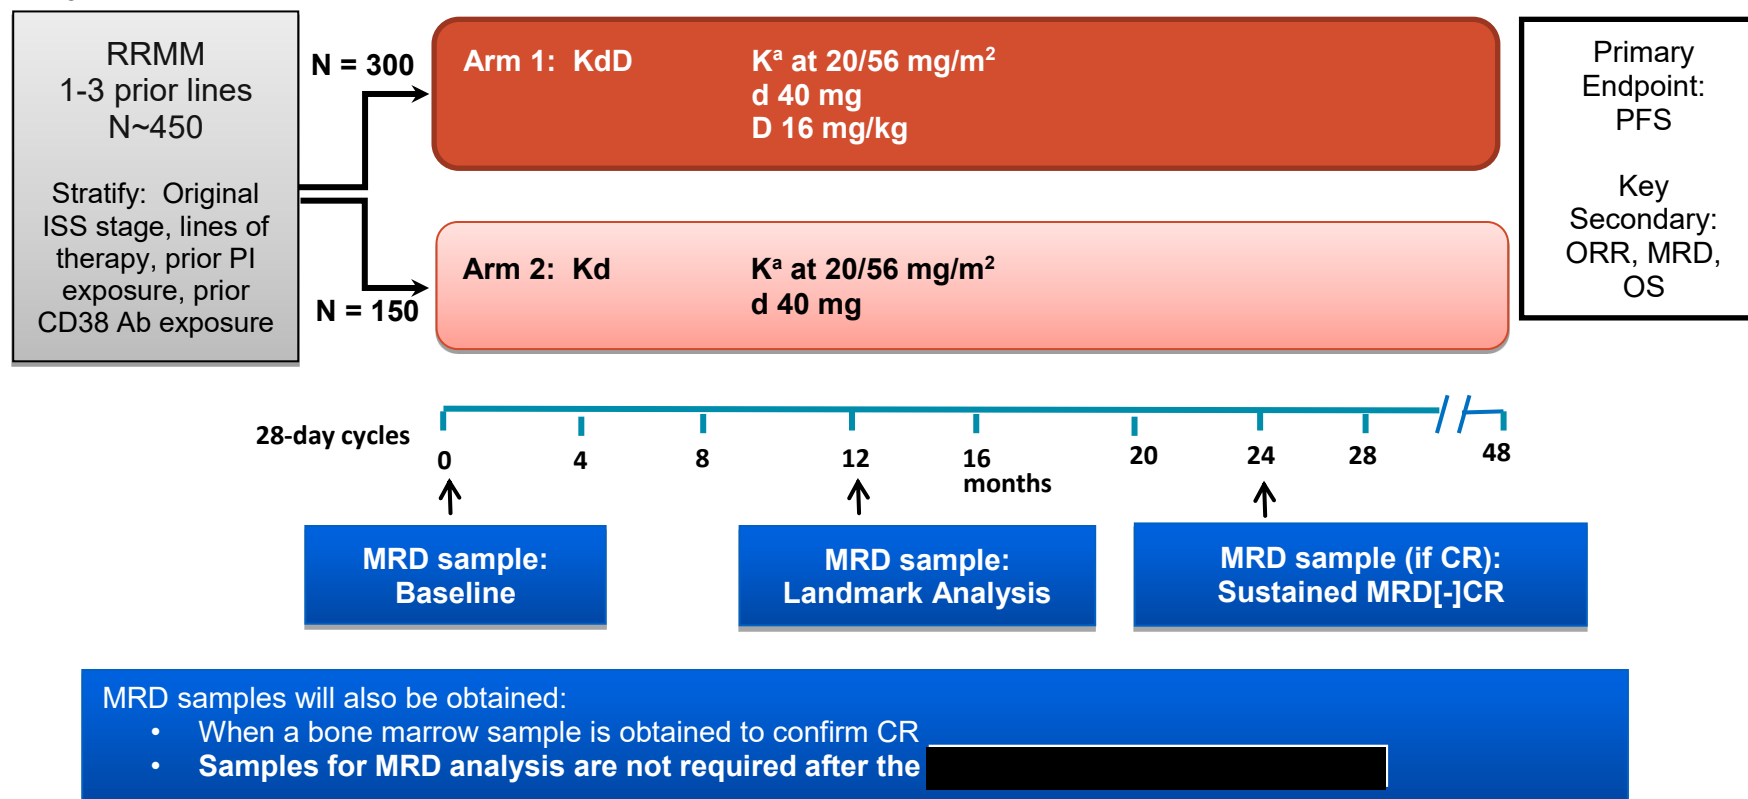 RRMM
1-3 prior lines
N~450
Stratify: Original
ISS stage, lines of
therapy, prior PI
exposure, prior
CD38 Ab exposure
N = 300
N = 150
Arm 1: KdD
Kᵃ at 20/56 mg/m²
d 40 mg
D 16 mg/kg
Arm 2: Kd
Kᵃ at 20/56 mg/m²
d 40 mg
Primary
Endpoint:
PFS
Key
Secondary:
ORR, MRD,
OS
28-day cycles
0 4 8 12 16 20 24 28 48
months
MRD sample:
Baseline
MRD sample:
Landmark Analysis
MRD sample (if CR):
Sustained MRD[-]CR
MRD samples will also be obtained:
• When a bone marrow sample is obtained to confirm CR
• Samples for MRD analysis are not required after the